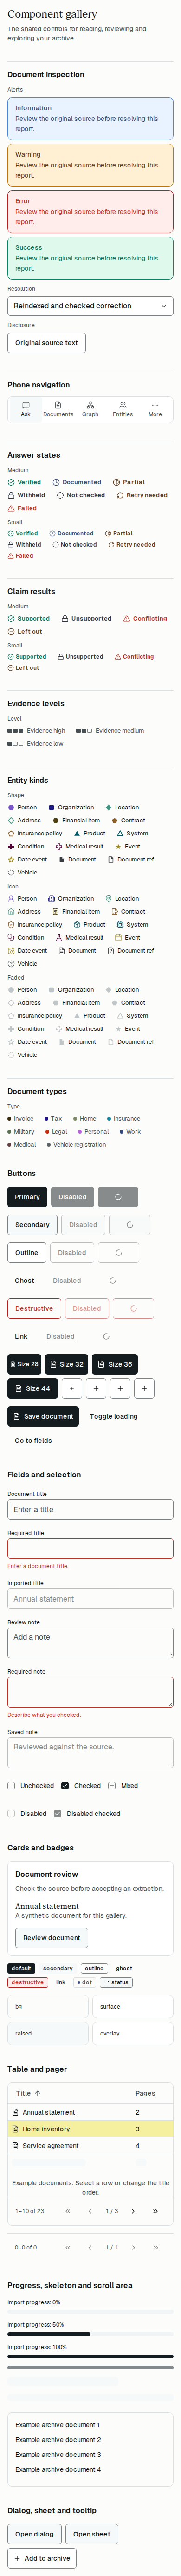 Component gallery
The shared controls for reading, reviewing and
exploring your archive.
Document inspection
Alerts
Information
Review the original source before resolving this
report.
Warning
Review the original source before resolving this
report.
Error
Review the original source before resolving this
report.
Success
Review the original source before resolving this
report.
Resolution
Reindexed and checked correction
Disclosure
Original source text
Phone navigation
Ask Documents Graph Entities More
Answer states
Medium
Verified Documented Partial
Withheld Not checked Retry needed
Failed
Small
Verified Documented Partial
Withheld Not checked Retry needed
Failed
Claim results
Medium
Supported Unsupported Conflicting
Left out
Small
Supported Unsupported Conflicting
Left out
Evidence levels
Level
Evidence high Evidence medium
Evidence low
Entity kinds
Shape
Person Organization Location
Address Financial item Contract
Insurance policy Product System
Condition Medical result Event
Date event Document Document ref
Vehicle
Icon
Person Organization Location
Address Financial item Contract
Insurance policy Product System
Condition Medical result Event
Date event Document Document ref
Vehicle
Faded
Person Organization Location
Address Financial item Contract
Insurance policy Product System
Condition Medical result Event
Date event Document Document ref
Vehicle
Document types
Type
Invoice Tax Home Insurance
Military Legal Personal Work
Medical Vehicle registration
Buttons
Primary Disabled
Secondary Disabled
Outline Disabled
Ghost Disabled
Destructive Disabled
Link Disabled
Size 28 Size 32 Size 36
Size 44
Save document Toggle loading
Go to fields
Fields and selection
Document title
Enter a title
Required title
Enter a document title.
Imported title
Annual statement
Review note
Add a note
Required note
Describe what you checked.
Saved note
Reviewed against the source.
Unchecked Checked Mixed
Disabled Disabled checked
Cards and badges
Document review
Check the source before accepting an extraction.
Annual statement
A synthetic document for this gallery.
Review document
default secondary outline ghost
destructive link dot status
bg surface
raised overlay
Table and pager
Title Pages
Annual statement 2
Home inventory 3
Service agreement 4
Example documents. Select a row or change the title
order.
1–10 of 23 1 / 3
0–0 of 0 1 / 1
Progress, skeleton and scroll area
Import progress: 0%
Import progress: 50%
Import progress: 100%
Example archive document 1
Example archive document 2
Example archive document 3
Example archive document 4
Dialog, sheet and tooltip
Open dialog Open sheet
Add to archive